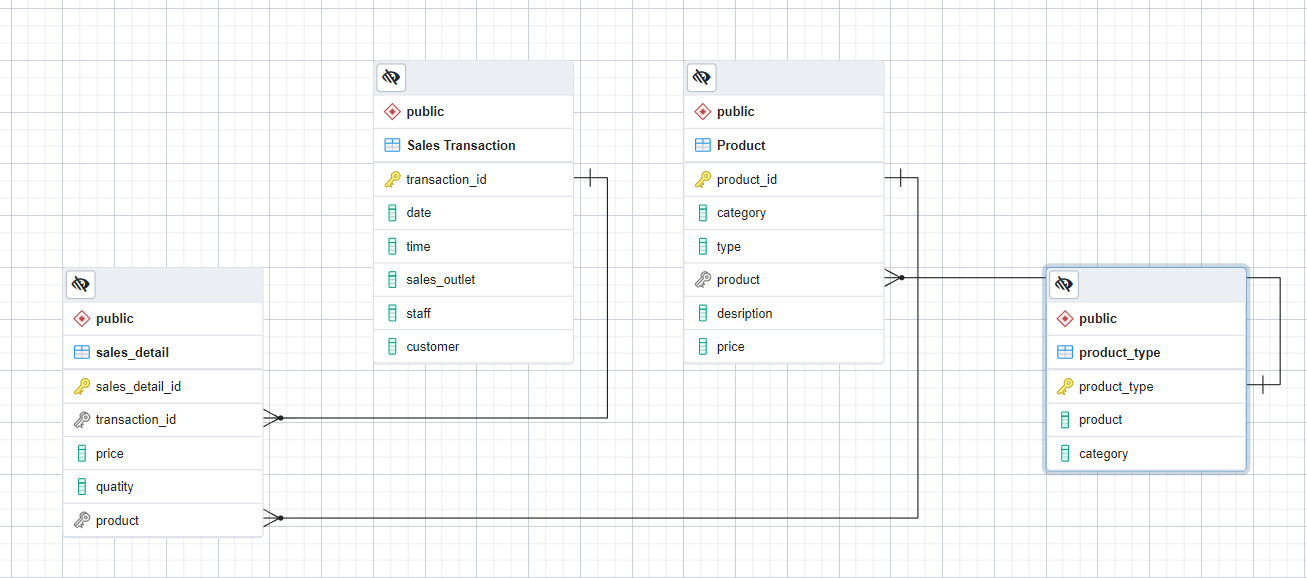 public
Sales Transaction
transaction_id
date
time
sales_outlet
staff
customer
public
Product
product_id
category
type
product
desription
price
public
sales_detail
sales_detail_id
transaction_id
price
quatity
product
public
product_type
product_type
product
category